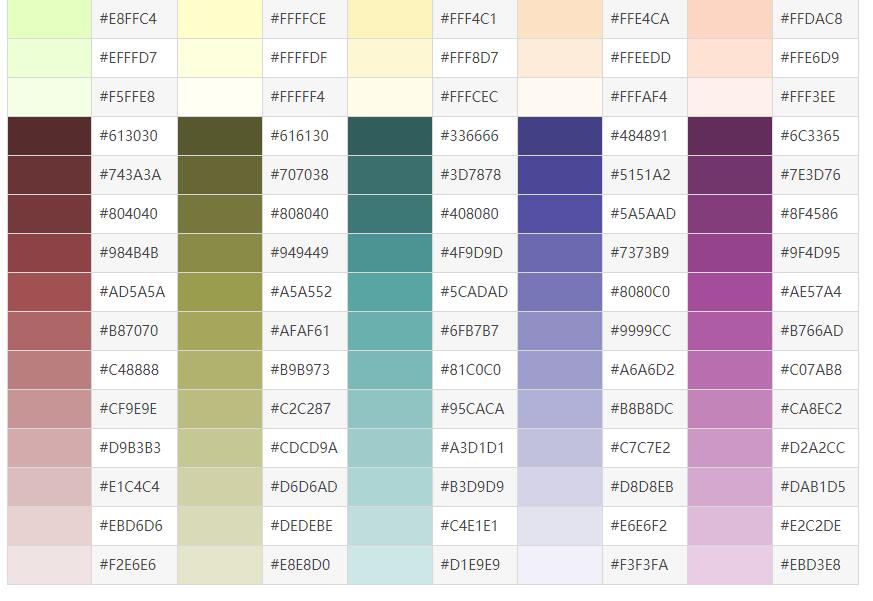 #E8FFC4 #FFFFCE #FFF4C1 #FFE4CA #FFDAC8
#EFFFD7 #FFFFDF #FFF8D7 #FFEEDD #FFE6D9
#F5FFE8 #FFFFF4 #FFFCEC #FFFAF4 #FFF3EE
#613030 #616130 #336666 #484891 #6C3365
#743A3A #707038 #3D7878 #5151A2 #7E3D76
#804040 #808040 #408080 #5A5AAD #8F4586
#984B4B #949449 #4F9D9D #7373B9 #9F4D95
#AD5A5A #A5A552 #5CADAD #8080C0 #AE57A4
#B87070 #AFAF61 #6FB7B7 #9999CC #B766AD
#C48888 #B9B973 #81C0C0 #A6A6D2 #C07AB8
#CF9E9E #C2C287 #95CACA #B8B8DC #CA8EC2
#D9B3B3 #CDCD9A #A3D1D1 #C7C7E2 #D2A2CC
#E1C4C4 #D6D6AD #B3D9D9 #D8D8EB #DAB1D5
#EBD6D6 #DEDEBE #C4E1E1 #E6E6F2 #E2C2DE
#F2E6E6 #E8E8D0 #D1E9E9 #F3F3FA #EBD3E8